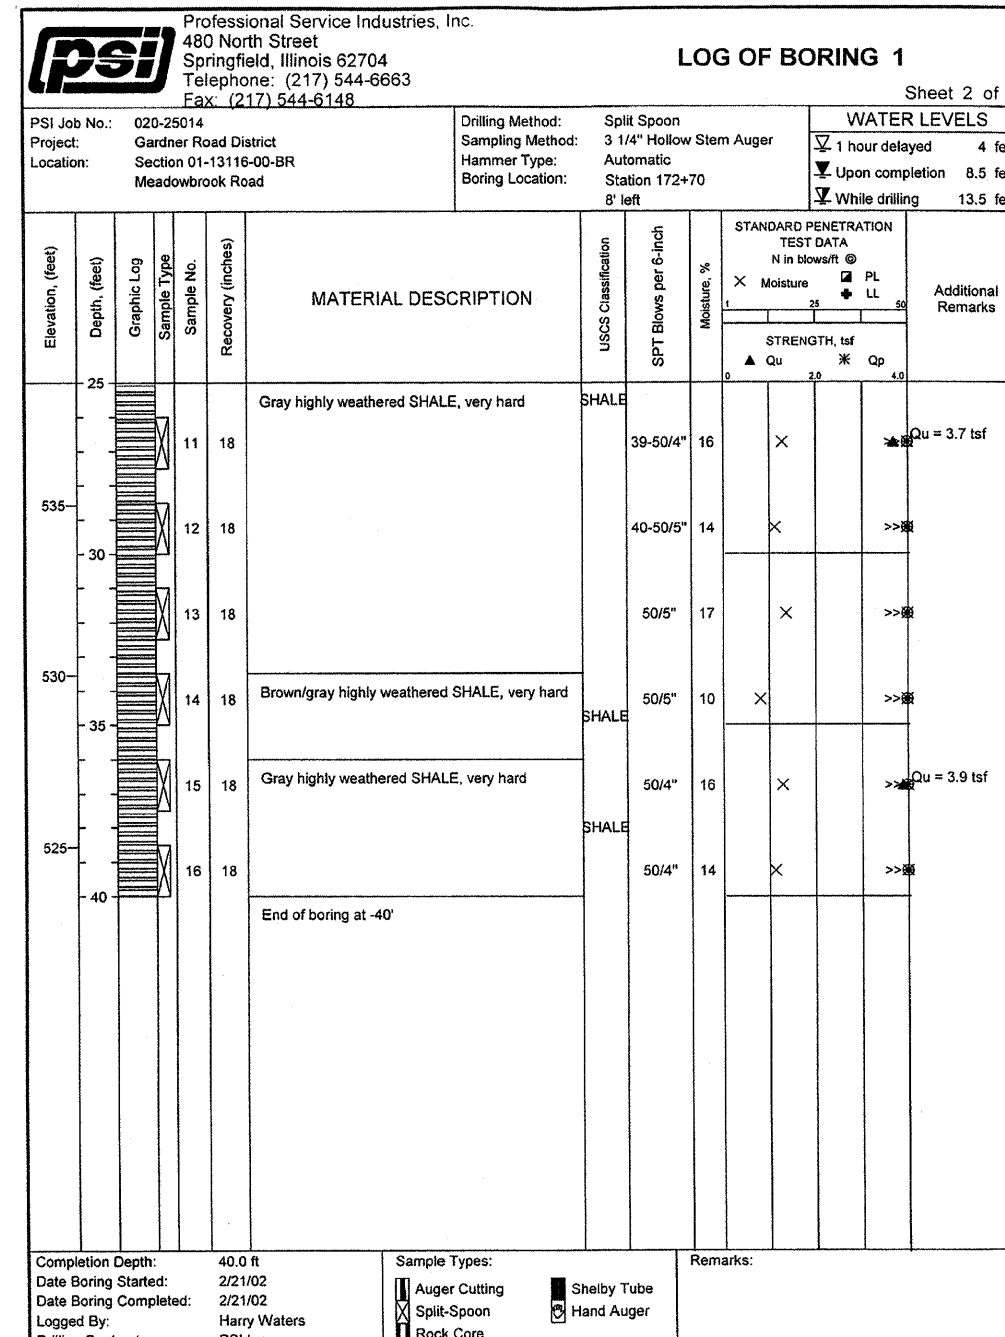 psi
Professional Service Industries, Inc.
480 North Street
Springfield, Illinois 62704
Telephone: (217) 544-6663
Fax: (217) 544-6148
LOG OF BORING 1
Sheet 2 of
PSI Job No.: 020-25014
Project: Gardner Road District
Location: Section 01-13116-00-BR
Meadowbrook Road
Drilling Method: Split Spoon
Sampling Method: 3 1/4" Hollow Stem Auger
Hammer Type: Automatic
Boring Location: Station 172+70
8' left
WATER LEVELS
1 hour delayed 4 fe
Upon completion 8.5 fe
While drilling 13.5 fe
Elevation, (feet)
Depth, (feet)
Graphic Log
Sample Type
Sample No.
Recovery (inches)
MATERIAL DESCRIPTION
USCS Classification
SPT Blows per 6-inch
Moisture, %
STANDARD PENETRATION
TEST DATA
N in blows/ft
Moisture
PL
LL
1 25 50
STRENGTH, tsf
Qu Qp
0 2.0 4.0
Additional
Remarks
25
Gray highly weathered SHALE, very hard SHALE
11 18 39-50/4" 16 >> Qu = 3.7 tsf
535
12 18 40-50/5" 14 >>
30
13 18 50/5" 17 >>
530
Brown/gray highly weathered SHALE, very hard
14 18 50/5" 10 >>
SHALE
35
Gray highly weathered SHALE, very hard
15 18 50/4" 16 >> Qu = 3.9 tsf
SHALE
525
16 18 50/4" 14 >>
40
End of boring at -40'
Completion Depth: 40.0 ft
Date Boring Started: 2/21/02
Date Boring Completed: 2/21/02
Logged By: Harry Waters
Sample Types:
Auger Cutting
Split-Spoon
Rock Core
Shelby Tube
Hand Auger
Remarks: